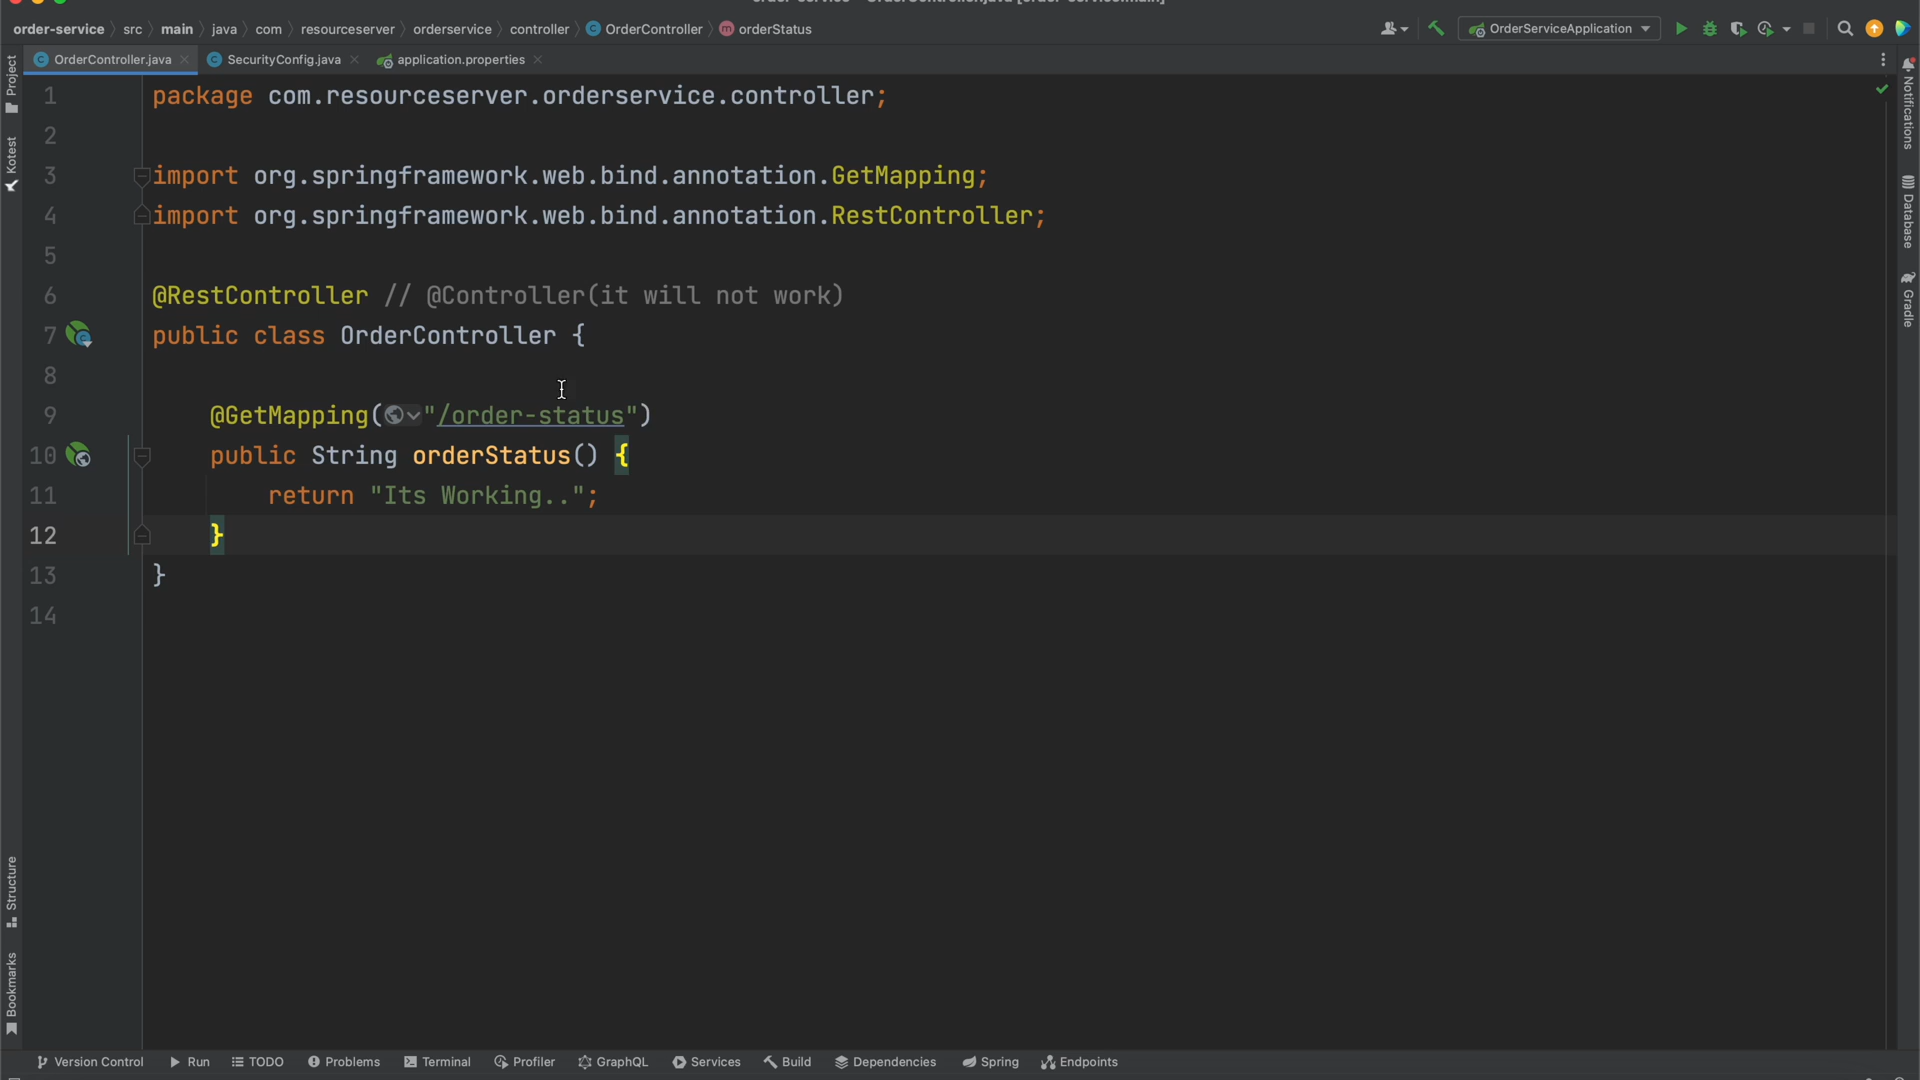 order-service src main java com resourceserver orderservice controller OrderController orderStatus OrderServiceApplication
OrderController.java SecurityConfig.java application.properties
1 package com.resourceserver.orderservice.controller;
2
3 import org.springframework.web.bind.annotation.GetMapping;
4 import org.springframework.web.bind.annotation.RestController;
5
6 @RestController // @Controller(it will not work)
7 public class OrderController {
8
9 @GetMapping("/order-status")
10 public String orderStatus() {
11 return "Its Working..";
12 }
13 }
14
Project
Kotest
Structure
Bookmarks
Notifications
Database
Gradle
Version Control Run TODO Problems Terminal Profiler GraphQL Services Build Dependencies Spring Endpoints